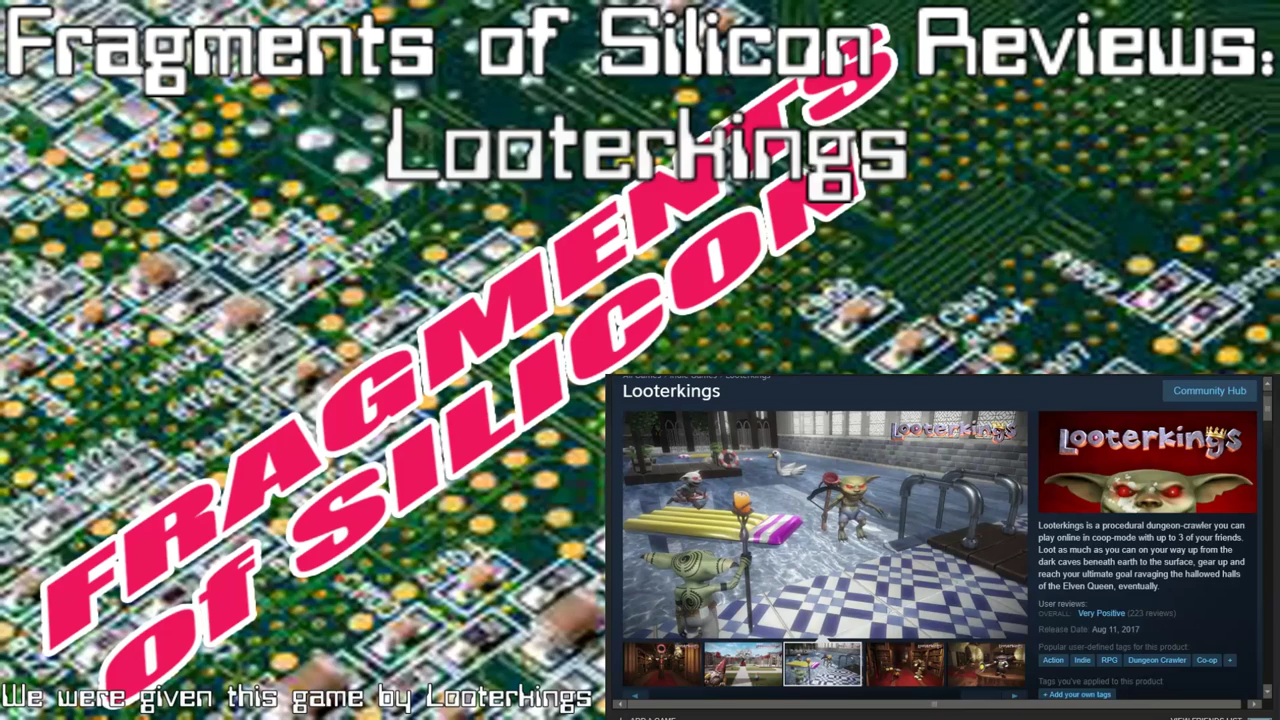 Fragments of Silicon Reviews:
Looterkings
FRAGMENTS
Of SILICON
Looterkings
Community Hub
looterkings
Looterkings
Looterkings is a procedural dungeon-crawler you can
play online in coop-mode with up to 3 of your friends.
Loot as much as you can on your way up from the
dark caves beneath earth to the surface, gear up and
reach your ultimate goal ravaging the hallowed halls
of the Elven Queen, eventually.
User reviews:
OVERALL: Very Positive (223 reviews)
Release Date: Aug 11, 2017
Popular user-defined tags for this product
Action Indie RPG Dungeon Crawler Co-op +
Tags you've applied to this product
+ Add your own tags
We were given this game by Looterkings